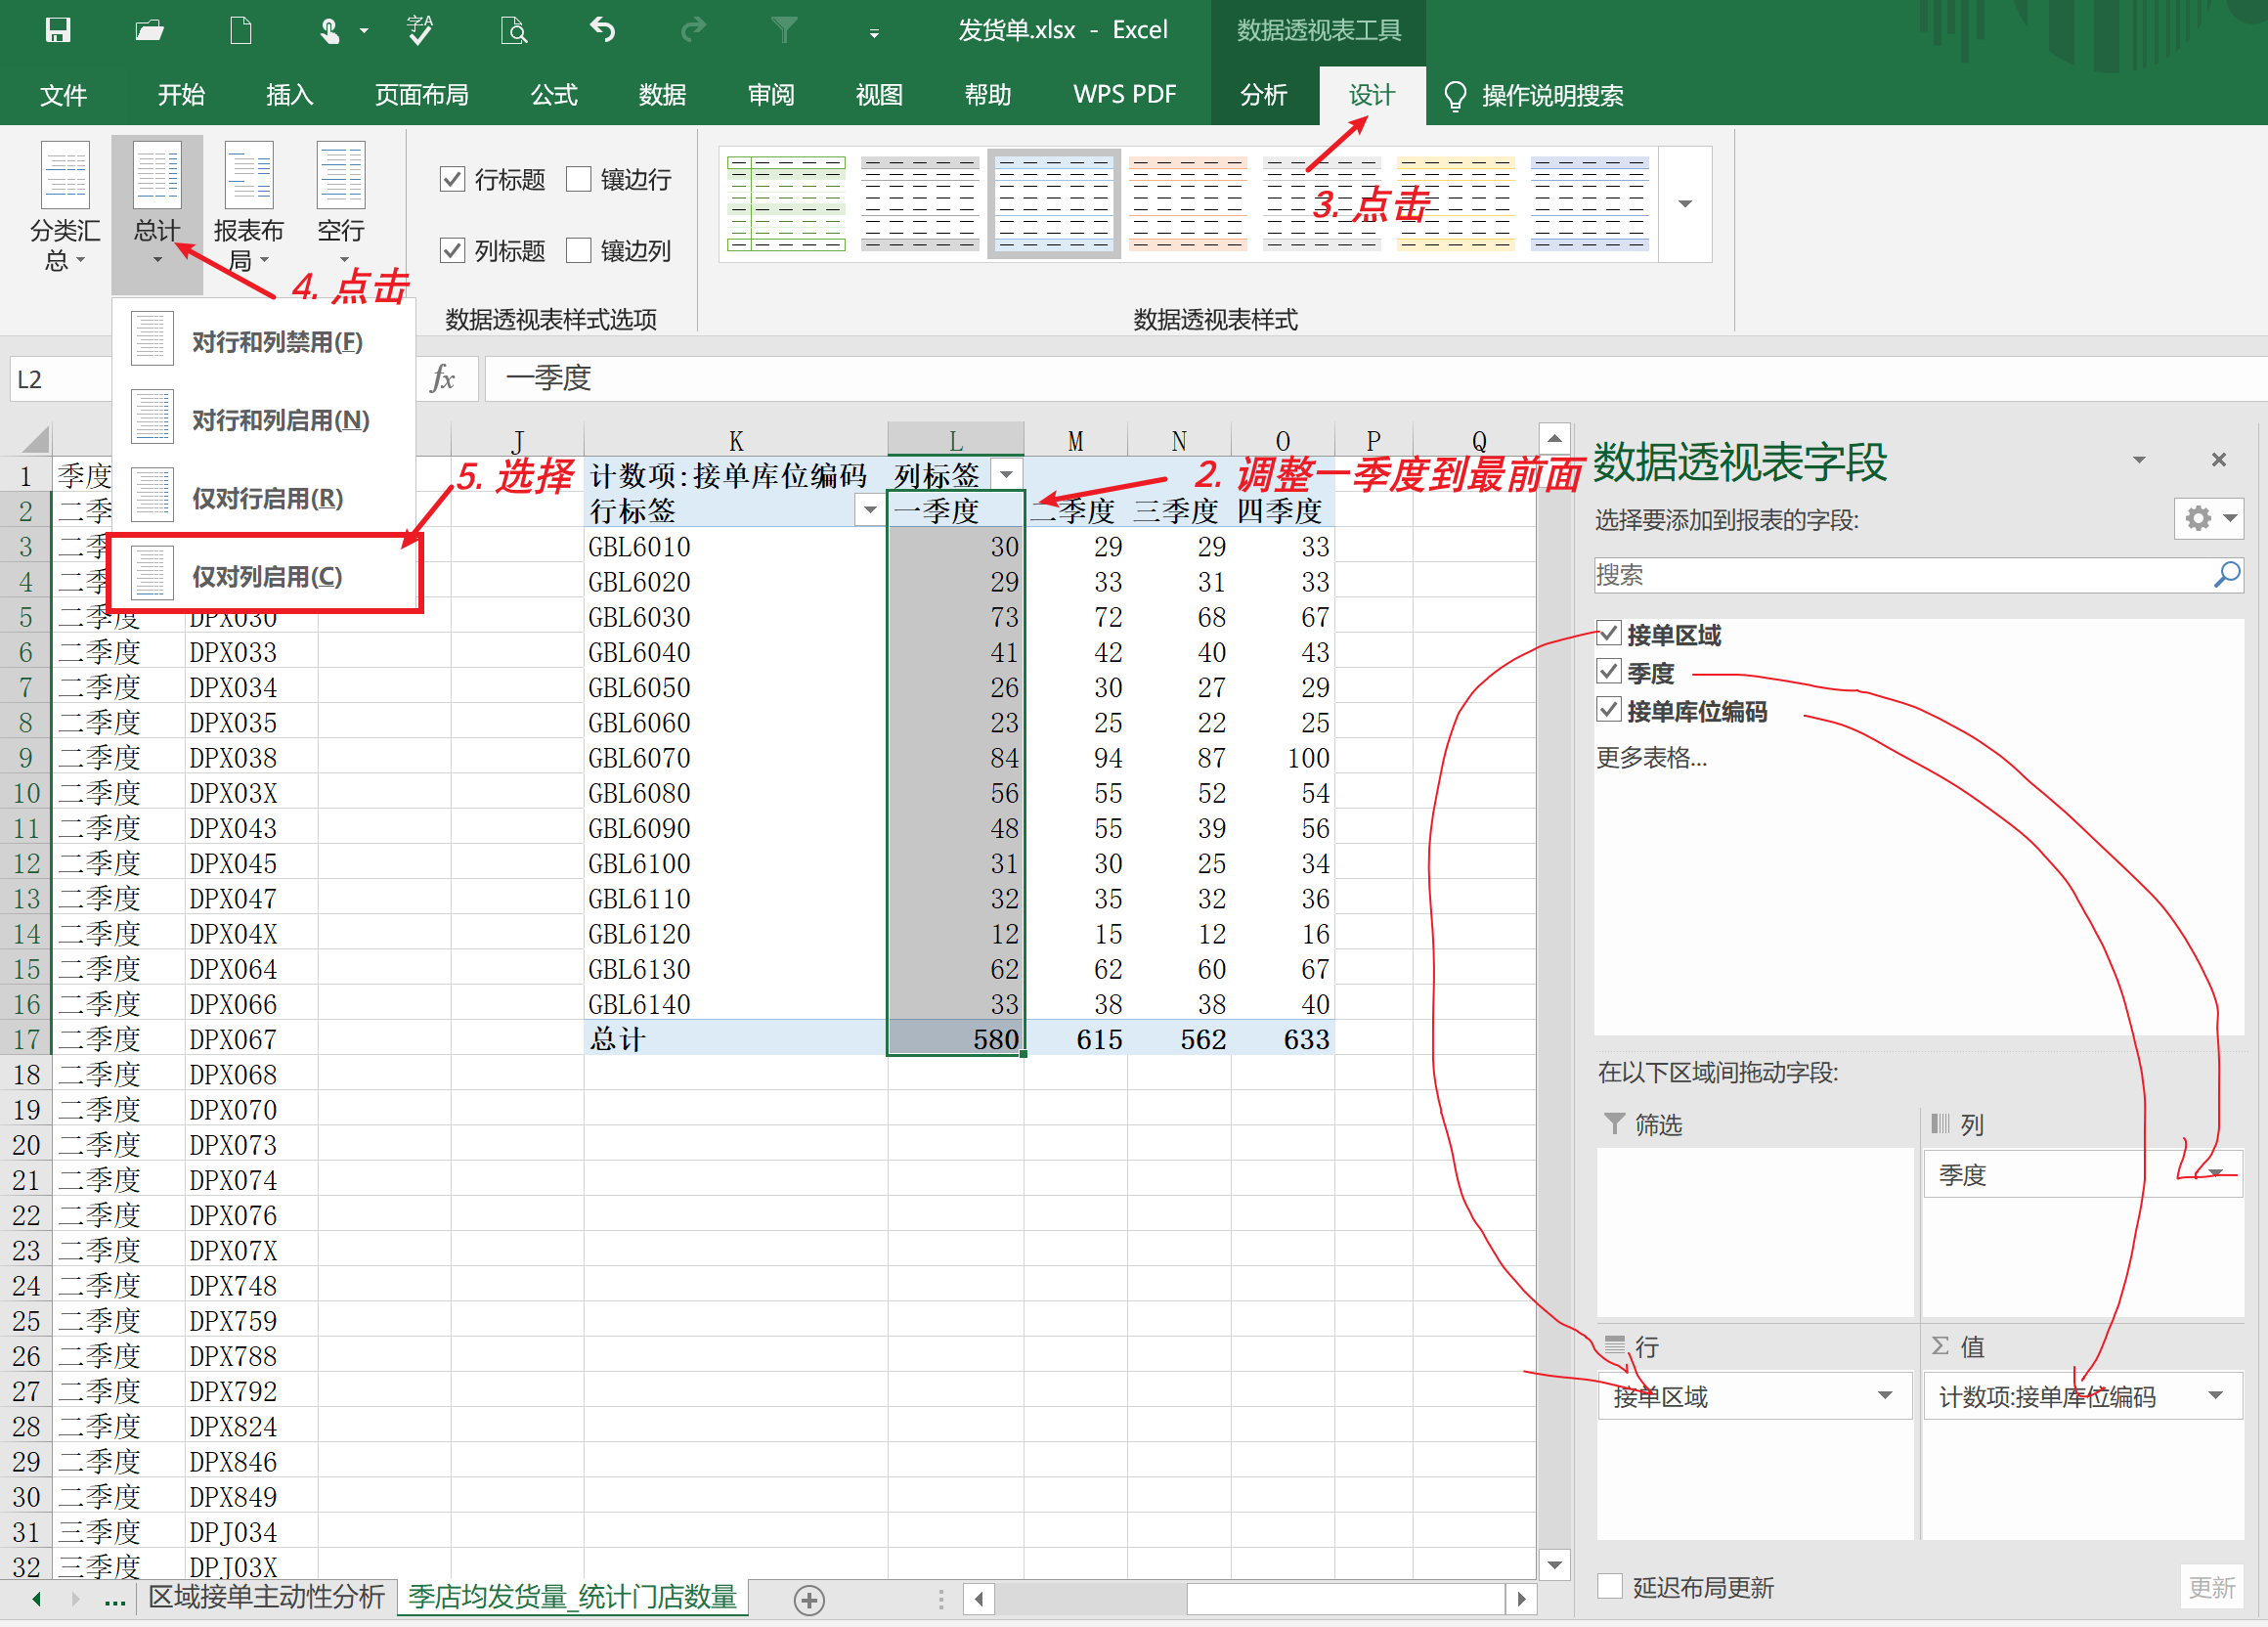 发货单.xlsx - Excel
数据透视表工具
文件 开始 插入 页面布局 公式 数据 审阅 视图 帮助 WPS PDF 分析 设计 操作说明搜索
分类汇总 总计 报表布局 空行
行标题 镶边行
列标题 镶边列
数据透视表样式选项
数据透视表样式
3. 点击
4. 点击
对行和列禁用(F)
对行和列启用(N)
仅对行启用(R)
仅对列启用(C)
5. 选择
2. 调整一季度到最前面
L2 fx 一季度
J K L M N O P Q
1 季度 计数项:接单库位编码 列标签
2 二季 行标签 一季度 二季度 三季度 四季度
3 二季 GBL6010 30 29 29 33
4 二季 GBL6020 29 33 31 33
5 二季度 DPX030 GBL6030 73 72 68 67
6 二季度 DPX033 GBL6040 41 42 40 43
7 二季度 DPX034 GBL6050 26 30 27 29
8 二季度 DPX035 GBL6060 23 25 22 25
9 二季度 DPX038 GBL6070 84 94 87 100
10 二季度 DPX03X GBL6080 56 55 52 54
11 二季度 DPX043 GBL6090 48 55 39 56
12 二季度 DPX045 GBL6100 31 30 25 34
13 二季度 DPX047 GBL6110 32 35 32 36
14 二季度 DPX04X GBL6120 12 15 12 16
15 二季度 DPX064 GBL6130 62 62 60 67
16 二季度 DPX066 GBL6140 33 38 38 40
17 二季度 DPX067 总计 580 615 562 633
18 二季度 DPX068
19 二季度 DPX070
20 二季度 DPX073
21 二季度 DPX074
22 二季度 DPX076
23 二季度 DPX07X
24 二季度 DPX748
25 二季度 DPX759
26 二季度 DPX788
27 二季度 DPX792
28 二季度 DPX824
29 二季度 DPX846
30 二季度 DPX849
31 三季度 DPJ034
32 三季度 DPJ03X
... 区域接单主动性分析 季店均发货量_统计门店数量
数据透视表字段
选择要添加到报表的字段:
搜索
接单区域
季度
接单库位编码
更多表格...
在以下区域间拖动字段:
筛选 列
季度
行 Σ 值
接单区域 计数项:接单库位编码
延迟布局更新 更新